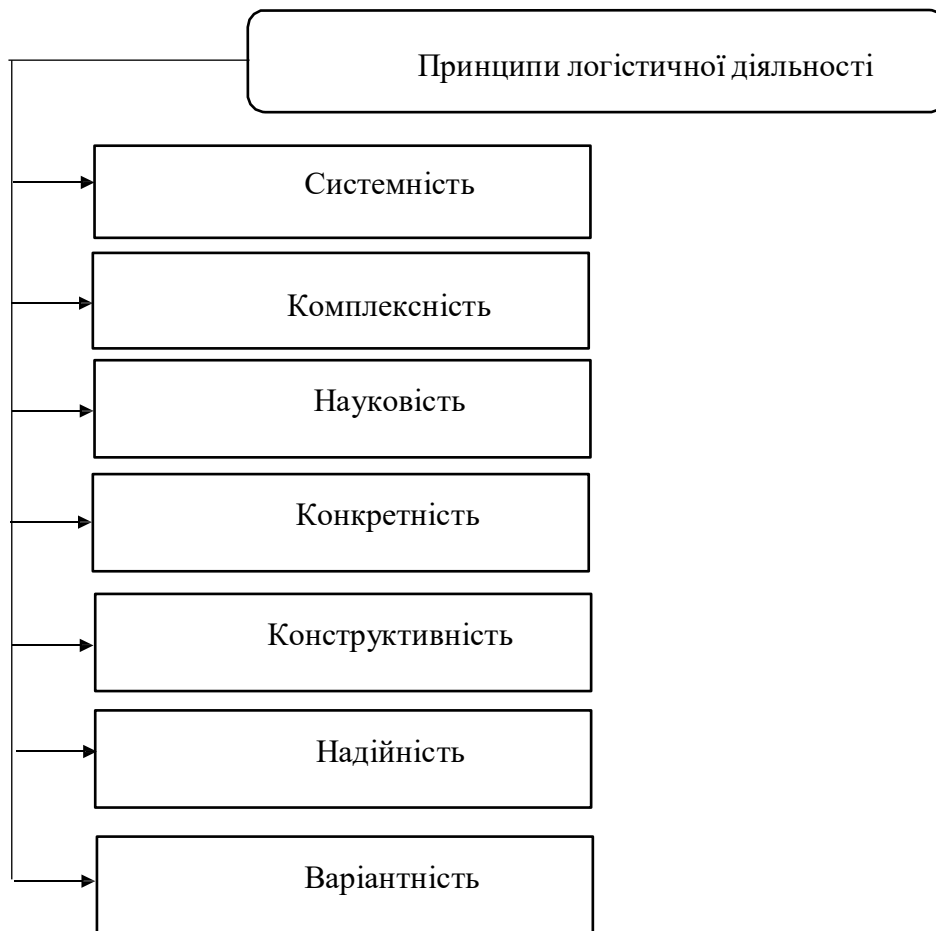 Принципи логістичної діяльності
Системність
Комплексність
Науковість
Конкретність
Конструктивність
Надійність
Варіантність